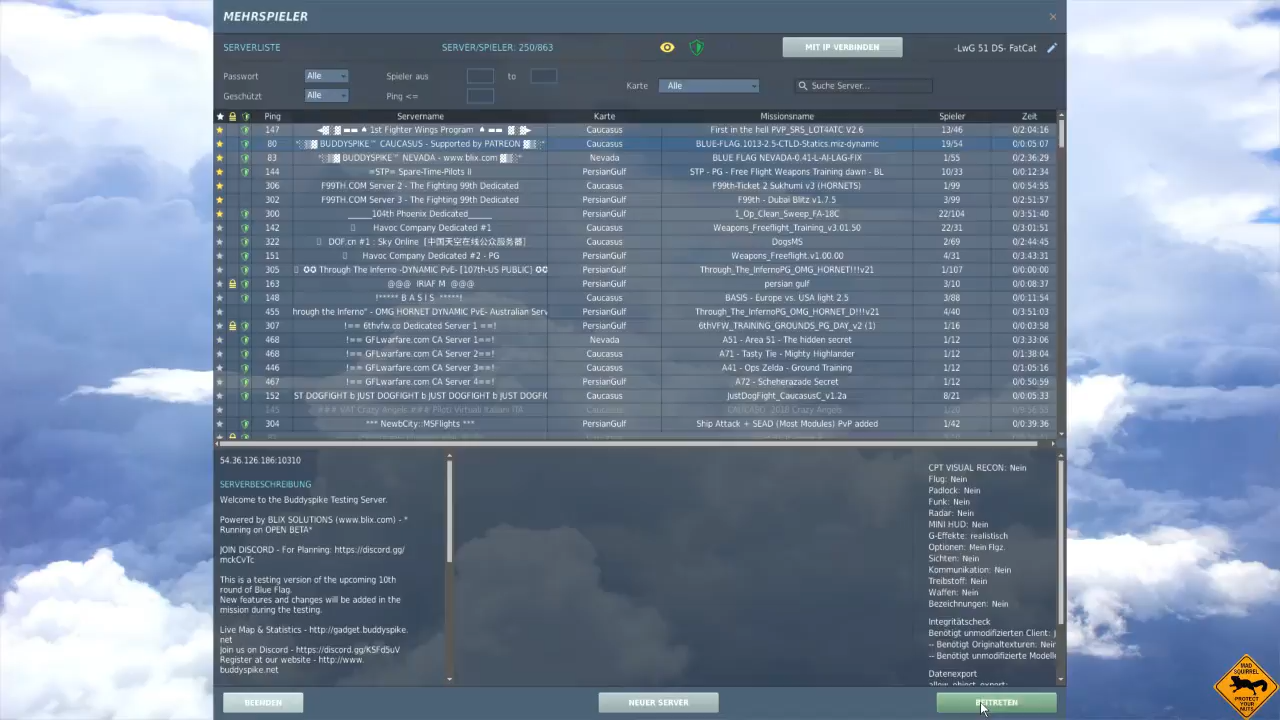 MEHRSPIELER
SERVERLISTE SERVER/SPIELER: 250/863 MIT IP VERBINDEN -LwG 51 DS- FatCat
Passwort Alle Spieler aus to
Karte Alle Suche Server...
Geschützt Alle Ping <=
Ping Servername Karte Missionsname Spieler Zeit
147 1st Fighter Wings Program Caucasus First in the hell PVP_SRS_LOT4ATC V2.6 13/46 0/2:04:16
80 BUDDYSPIKE™ CAUCASUS - Supported by PATREON Caucasus BLUE-FLAG.1013-2.5-CTLD-Statics.miz-dynamic 19/54 0/0:05:07
83 BUDDYSPIKE™ NEVADA - www.blix.com Nevada BLUE FLAG NEVADA-0.41-L-AI-LAG-FIX 1/55 0/2:36:29
144 =STP= Spare-Time-Pilots II PersianGulf STP - PG - Free Flight Weapons Training dawn - BL 10/33 0/0:12:34
306 F99TH.COM Server 2 - The Fighting 99th Dedicated Caucasus F99th-Ticket 2 Sukhumi v3 (HORNETS) 1/99 0/0:54:55
302 F99TH.COM Server 3 - The Fighting 99th Dedicated PersianGulf F99th - Dubai Blitz v1.7.5 3/99 0/2:51:57
300 _____104th Phoenix Dedicated_____ PersianGulf 1_Op_Clean_Sweep_FA-18C 22/104 0/3:51:40
142 Havoc Company Dedicated #1 Caucasus Weapons_Freeflight_Training_v3.01.50 22/31 0/3:01:51
322 DOF.cn #1 : Sky Online [中国天空在线公众服务器] Caucasus DogsMS 2/69 0/2:44:45
151 Havoc Company Dedicated #2 - PG PersianGulf Weapons_Freeflight.v1.00.00 4/31 0/3:43:31
305 ✪✪ Through The Inferno -DYNAMIC PvE- [107th-US PUBLIC] PersianGulf Through_The_InfernoPG_OMG_HORNET!!!v21 1/107 0/0:00:00
163 @@@ IRIAF M @@@ PersianGulf persian gulf 3/10 0/0:08:37
148 !***** B A S I S *****! Caucasus BASIS - Europe vs. USA light 2.5 3/88 0/0:11:54
455 hrough the Inferno" - OMG HORNET DYNAMIC PvE- Australian Serv PersianGulf Through_The_InfernoPG_OMG_HORNET_D!!!v21 4/40 0/3:51:03
307 !== 6thvfw.co Dedicated Server 1 ==! PersianGulf 6thVFW_TRAINING_GROUNDS_PG_DAY_v2 (1) 1/16 0/0:03:58
468 !== GFLwarfare.com CA Server 1==! Nevada A51 - Area 51 - The hidden secret 1/12 0/3:33:06
468 !== GFLwarfare.com CA Server 2==! Caucasus A71 - Tasty Tie - Mighty Highlander 1/12 0/1:38:04
446 !== GFLwarfare.com CA Server 3==! Caucasus A41 - Ops Zelda - Ground Training 1/12 0/1:05:16
467 !== GFLwarfare.com CA Server 4==! PersianGulf A72 - Scheherazade Secret 1/12 0/0:50:59
152 ST DOGFIGHT b JUST DOGFIGHT b JUST DOGFIGHT b JUST DOGFIG Caucasus JustDogFight_CaucasusC_v1.2a 8/21 0/0:05:33
145 ### VAT Crazy Angels ### Piloti Virtuali Italiani ITA Caucasus 1/20
304 *** NewbCity::MSFlights *** PersianGulf Ship Attack + SEAD (Most Modules) PvP added 1/42 0/0:39:36
54.36.126.186:10310
SERVERBESCHREIBUNG
Welcome to the Buddyspike Testing Server.
Powered by BLIX SOLUTIONS (www.blix.com) - *
Running on OPEN BETA*
JOIN DISCORD - For Planning: https://discord.gg/
mckCvTc
This is a testing version of the upcoming 10th
round of Blue Flag.
New features and changes will be added in the
mission during the testing.
Live Map & Statistics - http://gadget.buddyspike.
net
Join us on Discord - https://discord.gg/KSFd5uV
Register at our website - http://www.
buddyspike.net
CPT VISUAL RECON: Nein
Flug: Nein
Padlock: Nein
Funk: Nein
Radar: Nein
MINI HUD: Nein
G-Effekte: realistisch
Optionen: Mein Flgz.
Sichten: Nein
Kommunikation: Nein
Treibstoff: Nein
Waffen: Nein
Bezeichnungen: Nein
Integritätscheck
Benötigt unmodifizierten Client: J
-- Benötigt Originaltexturen: Nein
-- Benötigt unmodifizierte Modelle
Datenexport
allow_object_export:
BEENDEN NEUER SERVER BEITRETEN
MAD
SQUIRREL
PROTECT
YOUR
NUTS